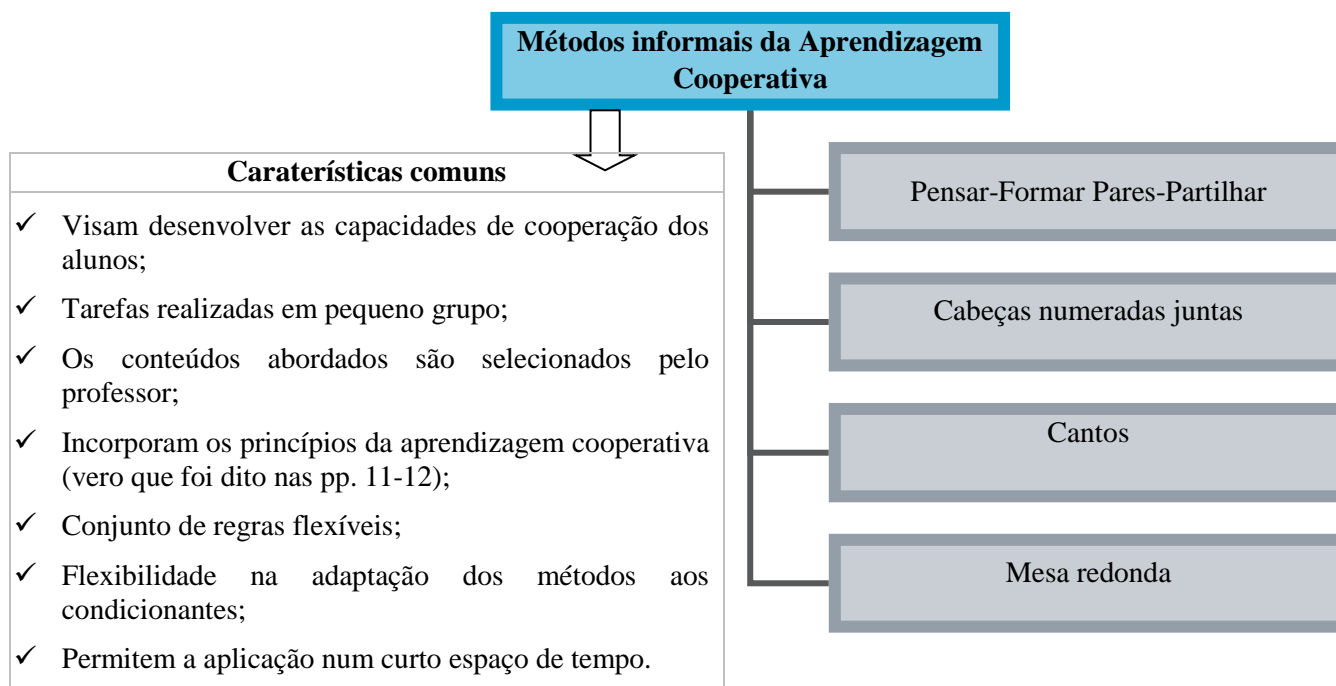 Métodos informais da Aprendizagem
Cooperativa
Caraterísticas comuns
✓ Visam desenvolver as capacidades de cooperação dos
alunos;
✓ Tarefas realizadas em pequeno grupo;
✓ Os conteúdos abordados são selecionados pelo
professor;
✓ Incorporam os princípios da aprendizagem cooperativa
(vero que foi dito nas pp. 11-12);
✓ Conjunto de regras flexíveis;
✓ Flexibilidade na adaptação dos métodos aos
condicionantes;
✓ Permitem a aplicação num curto espaço de tempo.
Pensar-Formar Pares-Partilhar
Cabeças numeradas juntas
Cantos
Mesa redonda